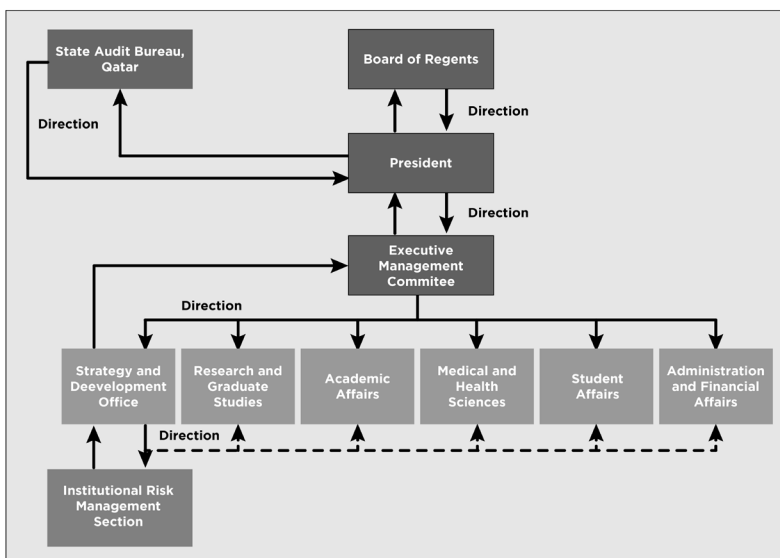 State Audit Bureau,
Qatar
Board of Regents
Direction
Direction
President
Direction
Executive
Management
Commitee
Direction
Strategy and
Deevelopment
Office
Research and
Graduate
Studies
Academic
Affairs
Medical and
Health
Sciences
Student
Affairs
Administration
and Financial
Affairs
Direction
Institutional Risk
Management
Section